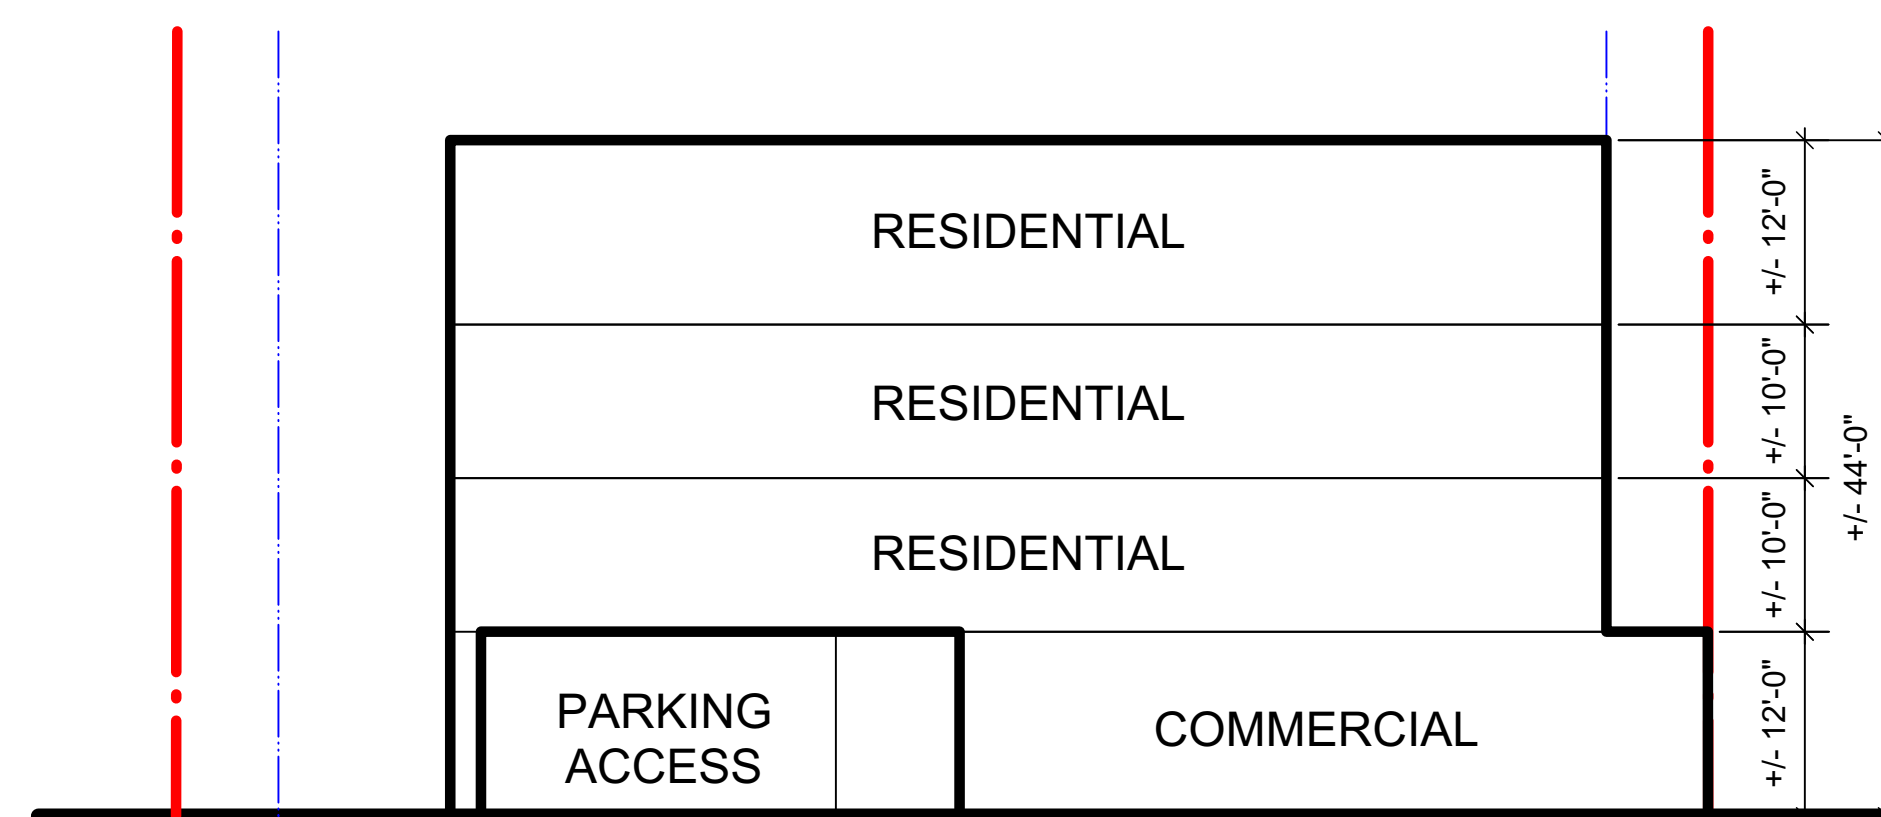 RESIDENTIAL
+/- 12'-0"
RESIDENTIAL
+/- 10'-0"
+/- 44'-0"
RESIDENTIAL
+/- 10'-0"
PARKING
ACCESS
COMMERCIAL
+/- 12'-0"